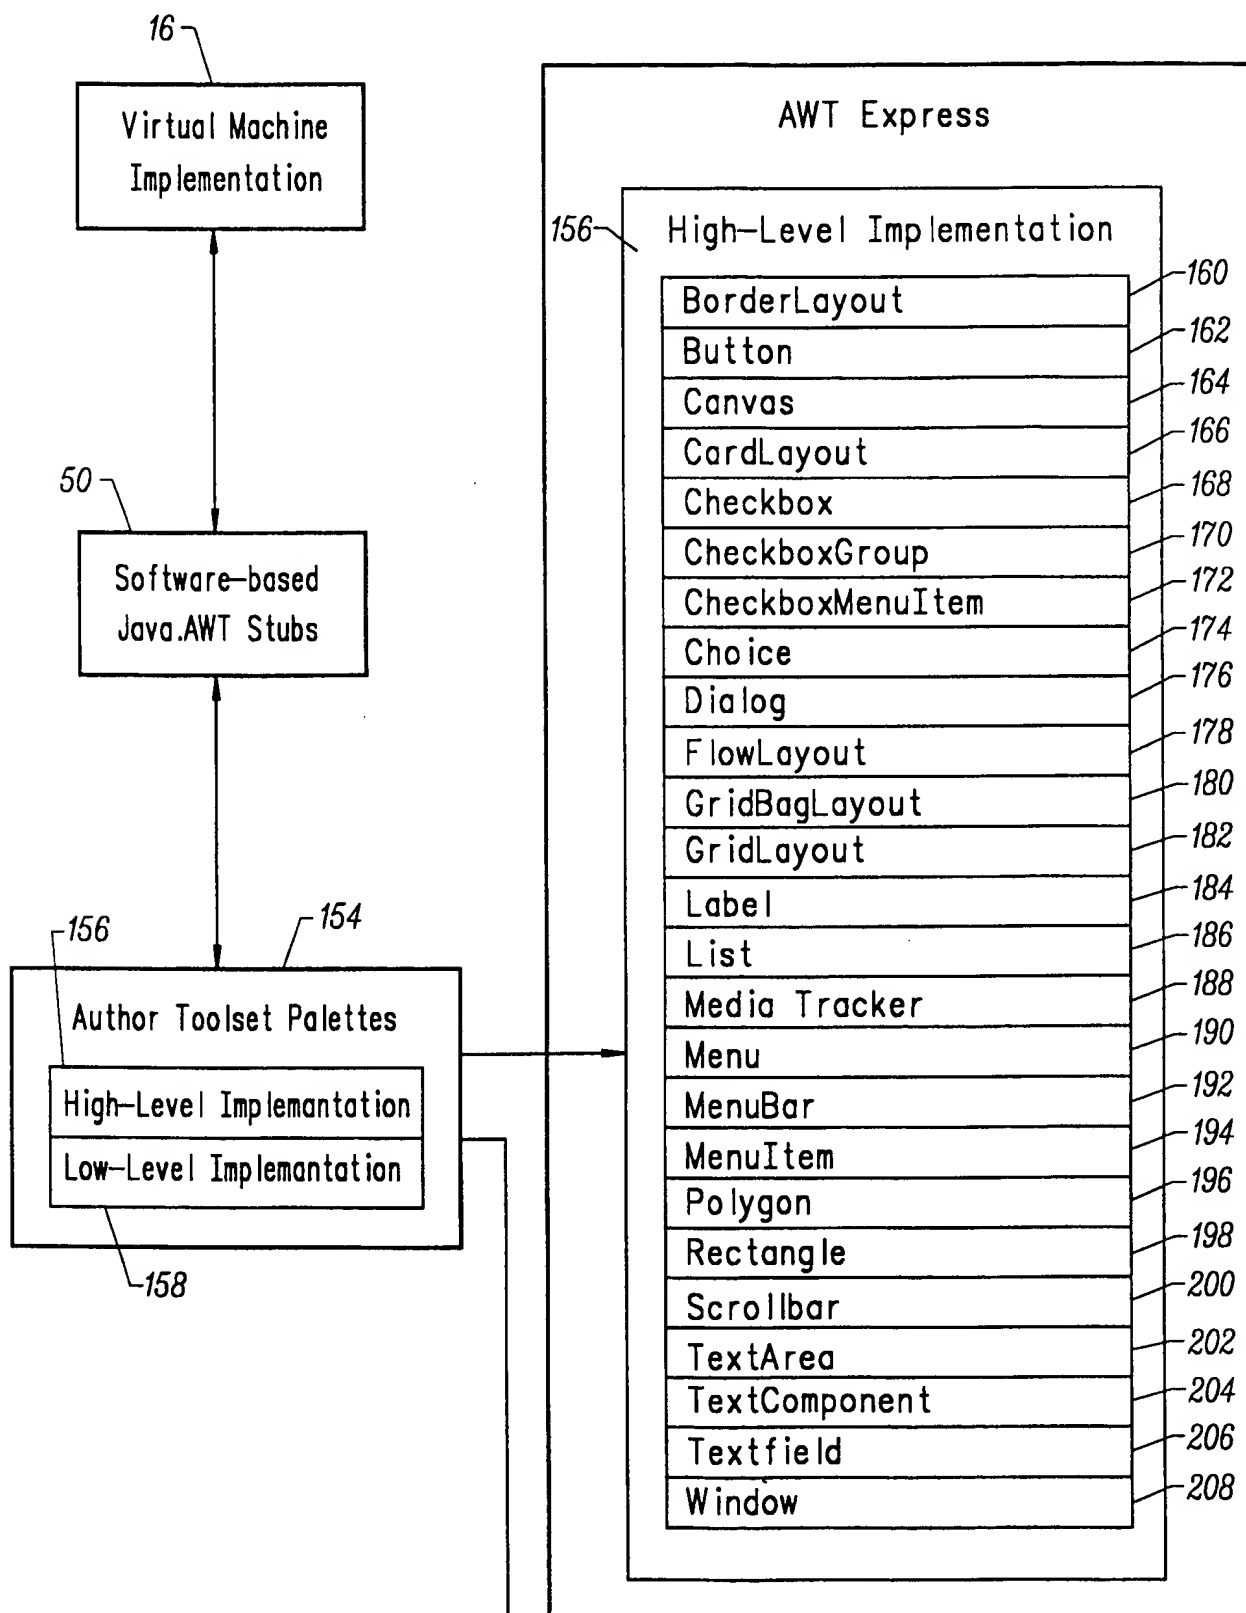 16
Virtual Machine
Implementation
50
Software-based
Java.AWT Stubs
154
156
Author Toolset Palettes
High-Level Implemantation
Low-Level Implemantation
158
AWT Express
156
High-Level Implementation
BorderLayout 160
Button 162
Canvas 164
CardLayout 166
Checkbox 168
CheckboxGroup 170
CheckboxMenuItem 172
Choice 174
Dialog 176
FlowLayout 178
GridBagLayout 180
GridLayout 182
Label 184
List 186
Media Tracker 188
Menu 190
MenuBar 192
MenuItem 194
Polygon 196
Rectangle 198
Scrollbar 200
TextArea 202
TextComponent 204
Textfield 206
Window 208